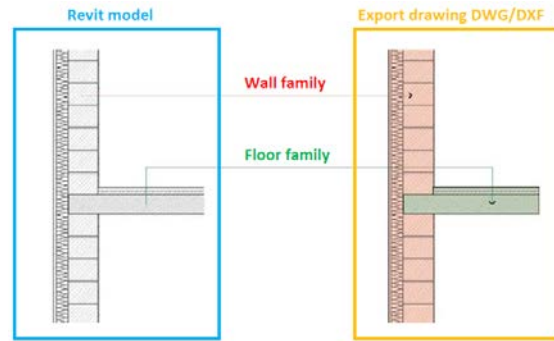 Revit model
Export drawing DWG/DXF
Wall family
Floor family